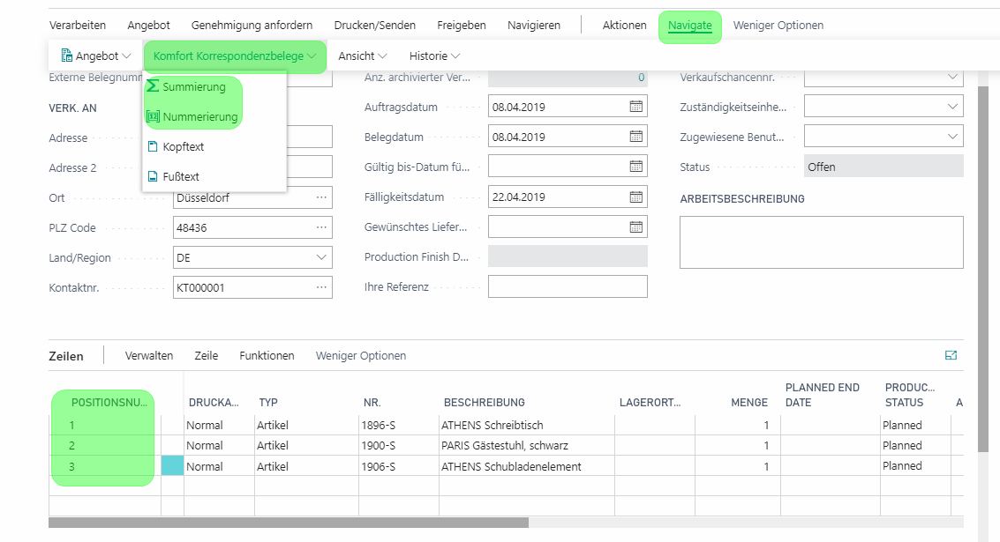 Verarbeiten Angebot Genehmigung anfordern Drucken/Senden Freigeben Navigieren Aktionen Navigate Weniger Optionen
Angebot Komfort Korrespondenzbelege Ansicht Historie
Externe Belegnumm
Summierung
Nummerierung
Kopftext
Fußtext
VERK. AN
Adresse
Adresse 2
Ort Düsseldorf
PLZ Code 48436
Land/Region DE
Kontaktnr. KT000001
Anz. archivierter Ver... 0
Auftragsdatum 08.04.2019
Belegdatum 08.04.2019
Gültig bis-Datum fü...
Fälligkeitsdatum 22.04.2019
Gewünschtes Liefer...
Production Finish D...
Ihre Referenz
Verkaufschancennr.
Zuständigkeitseinhe...
Zugewiesene Benut...
Status Offen
ARBEITSBESCHREIBUNG
Zeilen Verwalten Zeile Funktionen Weniger Optionen
POSITIONSNU... DRUCKA... TYP NR. BESCHREIBUNG LAGERORT... MENGE PLANNED END DATE PRODUC... STATUS A
1 Normal Artikel 1896-S ATHENS Schreibtisch 1 Planned
2 Normal Artikel 1900-S PARIS Gästestuhl, schwarz 1 Planned
3 Normal Artikel 1906-S ATHENS Schubladenelement 1 Planned